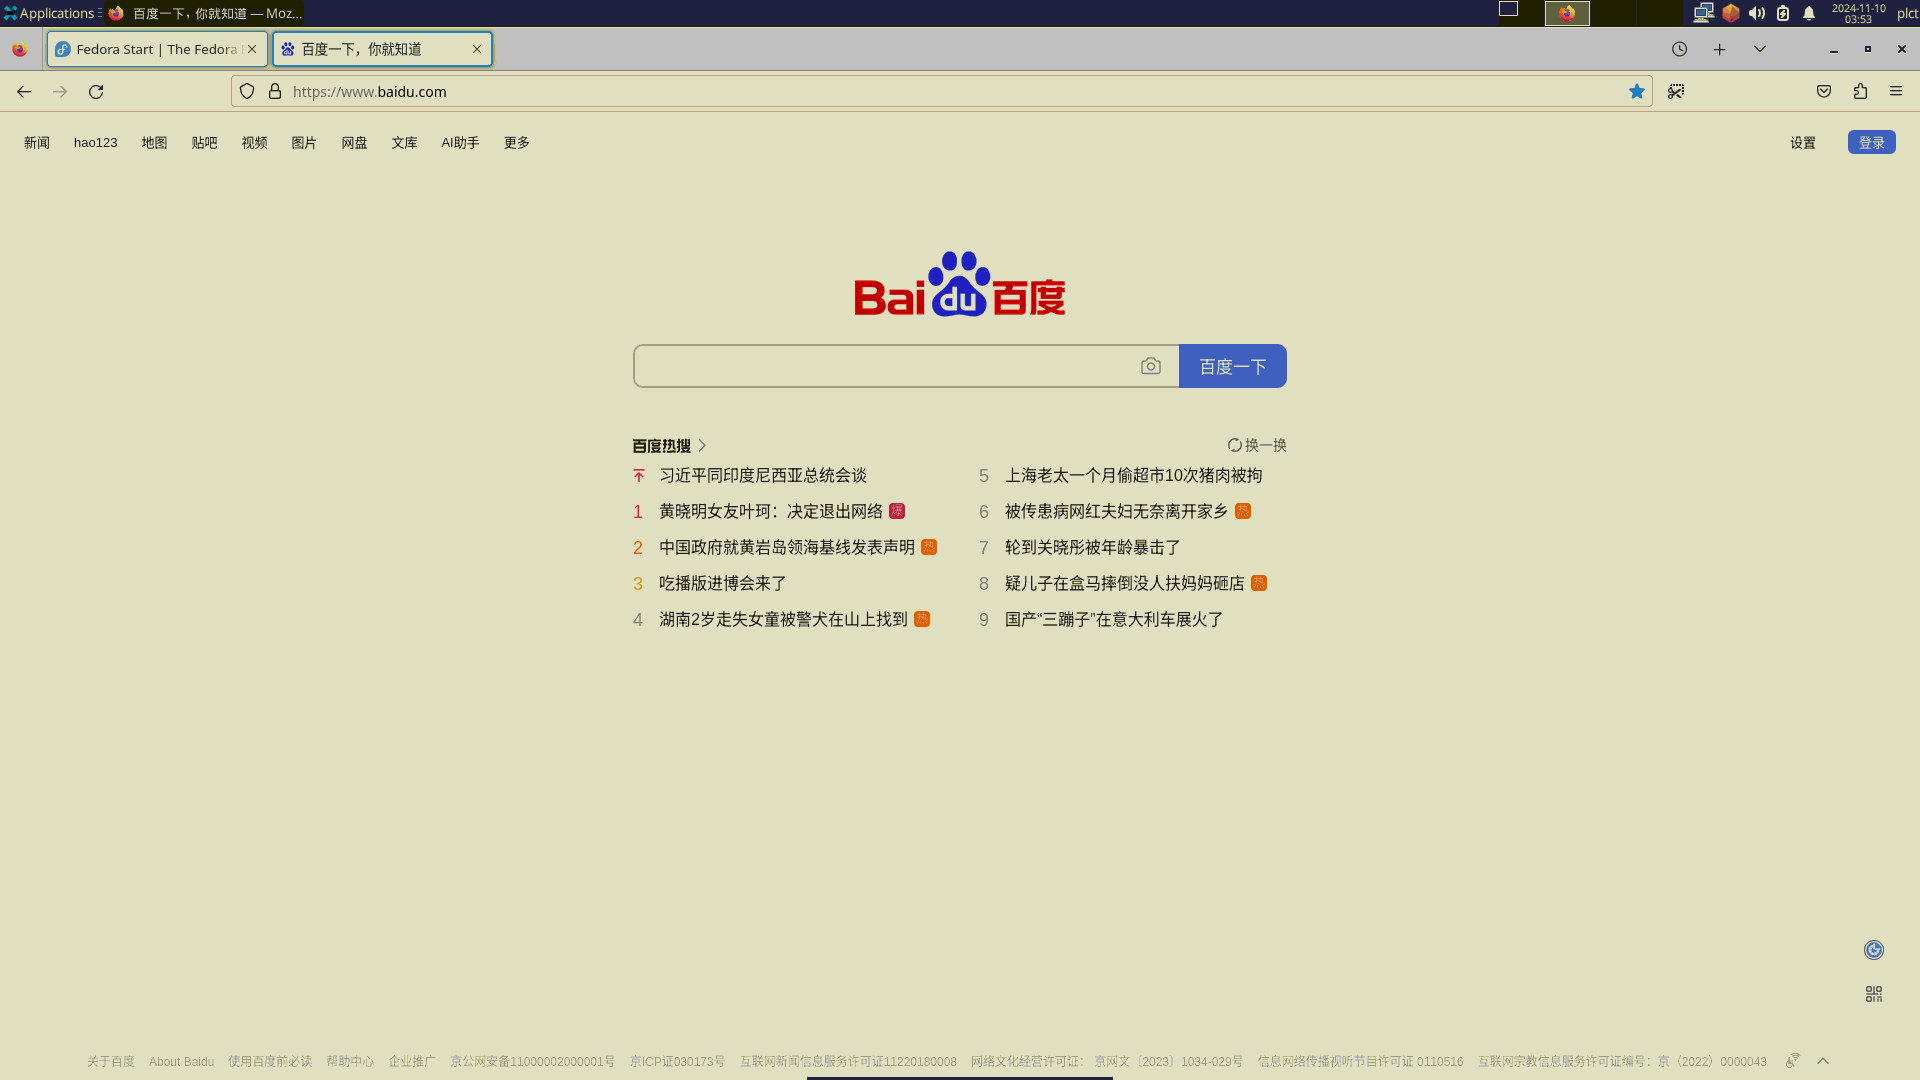 Applications
百度一下，你就知道 — Moz...
2024-11-10
03:53
plct
Fedora Start | The Fedora
百度一下，你就知道
https://www.baidu.com
新闻 hao123 地图 贴吧 视频 图片 网盘 文库 AI助手 更多
设置 登录
Bai du 百度
百度一下
百度热搜
换一换
习近平同印度尼西亚总统会谈
1 黄晓明女友叶珂：决定退出网络 爆
2 中国政府就黄岩岛领海基线发表声明 热
3 吃播版进博会来了
4 湖南2岁走失女童被警犬在山上找到 热
5 上海老太一个月偷超市10次猪肉被拘
6 被传患病网红夫妇无奈离开家乡 热
7 轮到关晓彤被年龄暴击了
8 疑儿子在盒马摔倒没人扶妈妈砸店 热
9 国产“三蹦子”在意大利车展火了
关于百度 About Baidu 使用百度前必读 帮助中心 企业推广 京公网安备11000002000001号 京ICP证030173号 互联网新闻信息服务许可证11220180008 网络文化经营许可证： 京网文〔2023〕1034-029号 信息网络传播视听节目许可证 0110516 互联网宗教信息服务许可证编号：京（2022）0000043